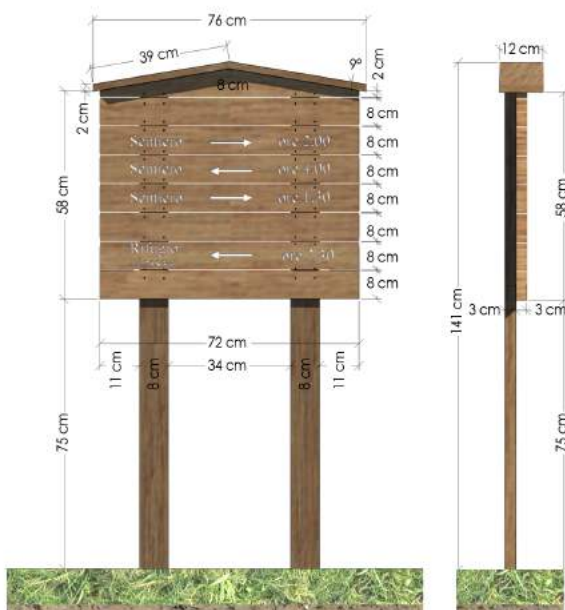 76 cm
39 cm
9°
2 cm
8 cm
2 cm
8 cm
Sentiero → ore 2.00
8 cm
Sentiero ← ore 4.00
8 cm
Sentiero → ore 1.30
8 cm
58 cm
8 cm
Rifugio ←
8 cm
8 cm
72 cm
11 cm
8 cm
34 cm
8 cm
11 cm
75 cm
12 cm
141 cm
58 cm
3 cm
3 cm
75 cm